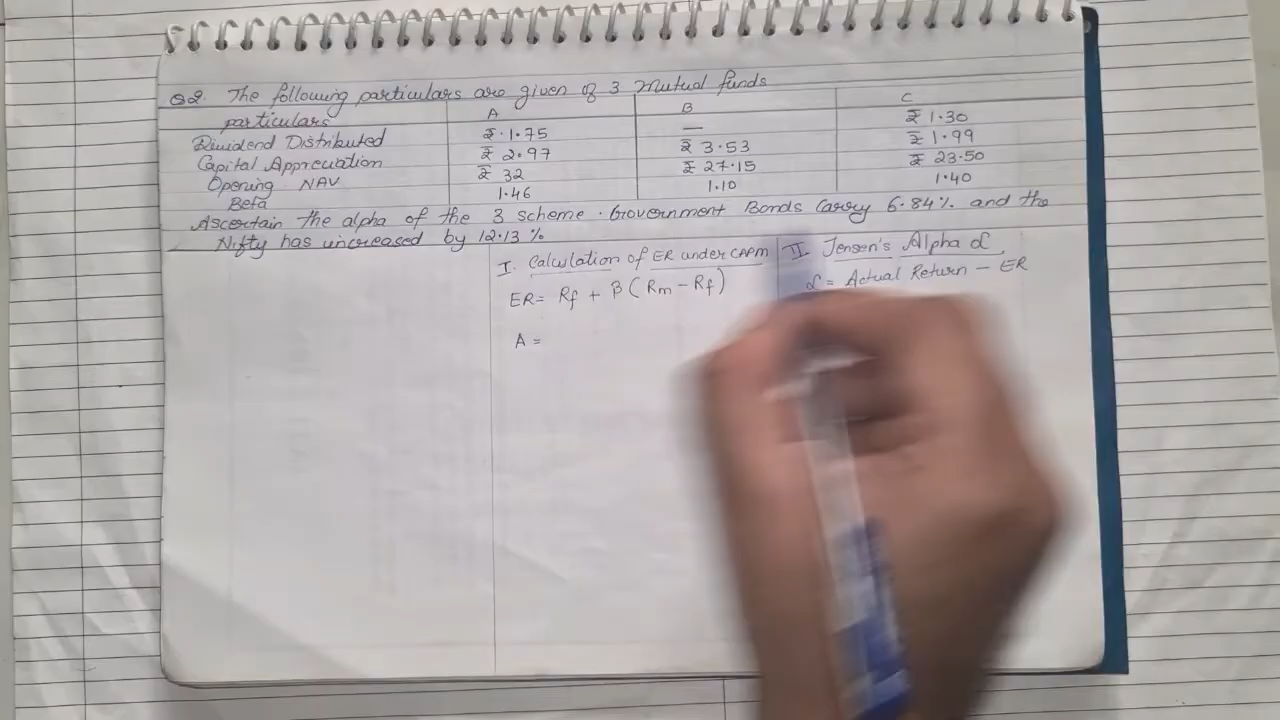 Q2. The following particulars are given of 3 Mutual funds
particulars A B C
Dividend Distributed ₹ 1.75 — ₹ 1.30
Capital Appreciation ₹ 2.97 ₹ 3.53 ₹ 1.99
Opening NAV ₹ 32 ₹ 27.15 ₹ 23.50
Beta 1.46 1.10 1.40
Ascertain the alpha of the 3 scheme. Government Bonds Carry 6.84% and the
Nifty has increased by 12.13 %
I. Calculation of ER under CAPM
ER= Rf + β (Rm - Rf)
A =
II Jensen's Alpha α
α = Actual Return - ER